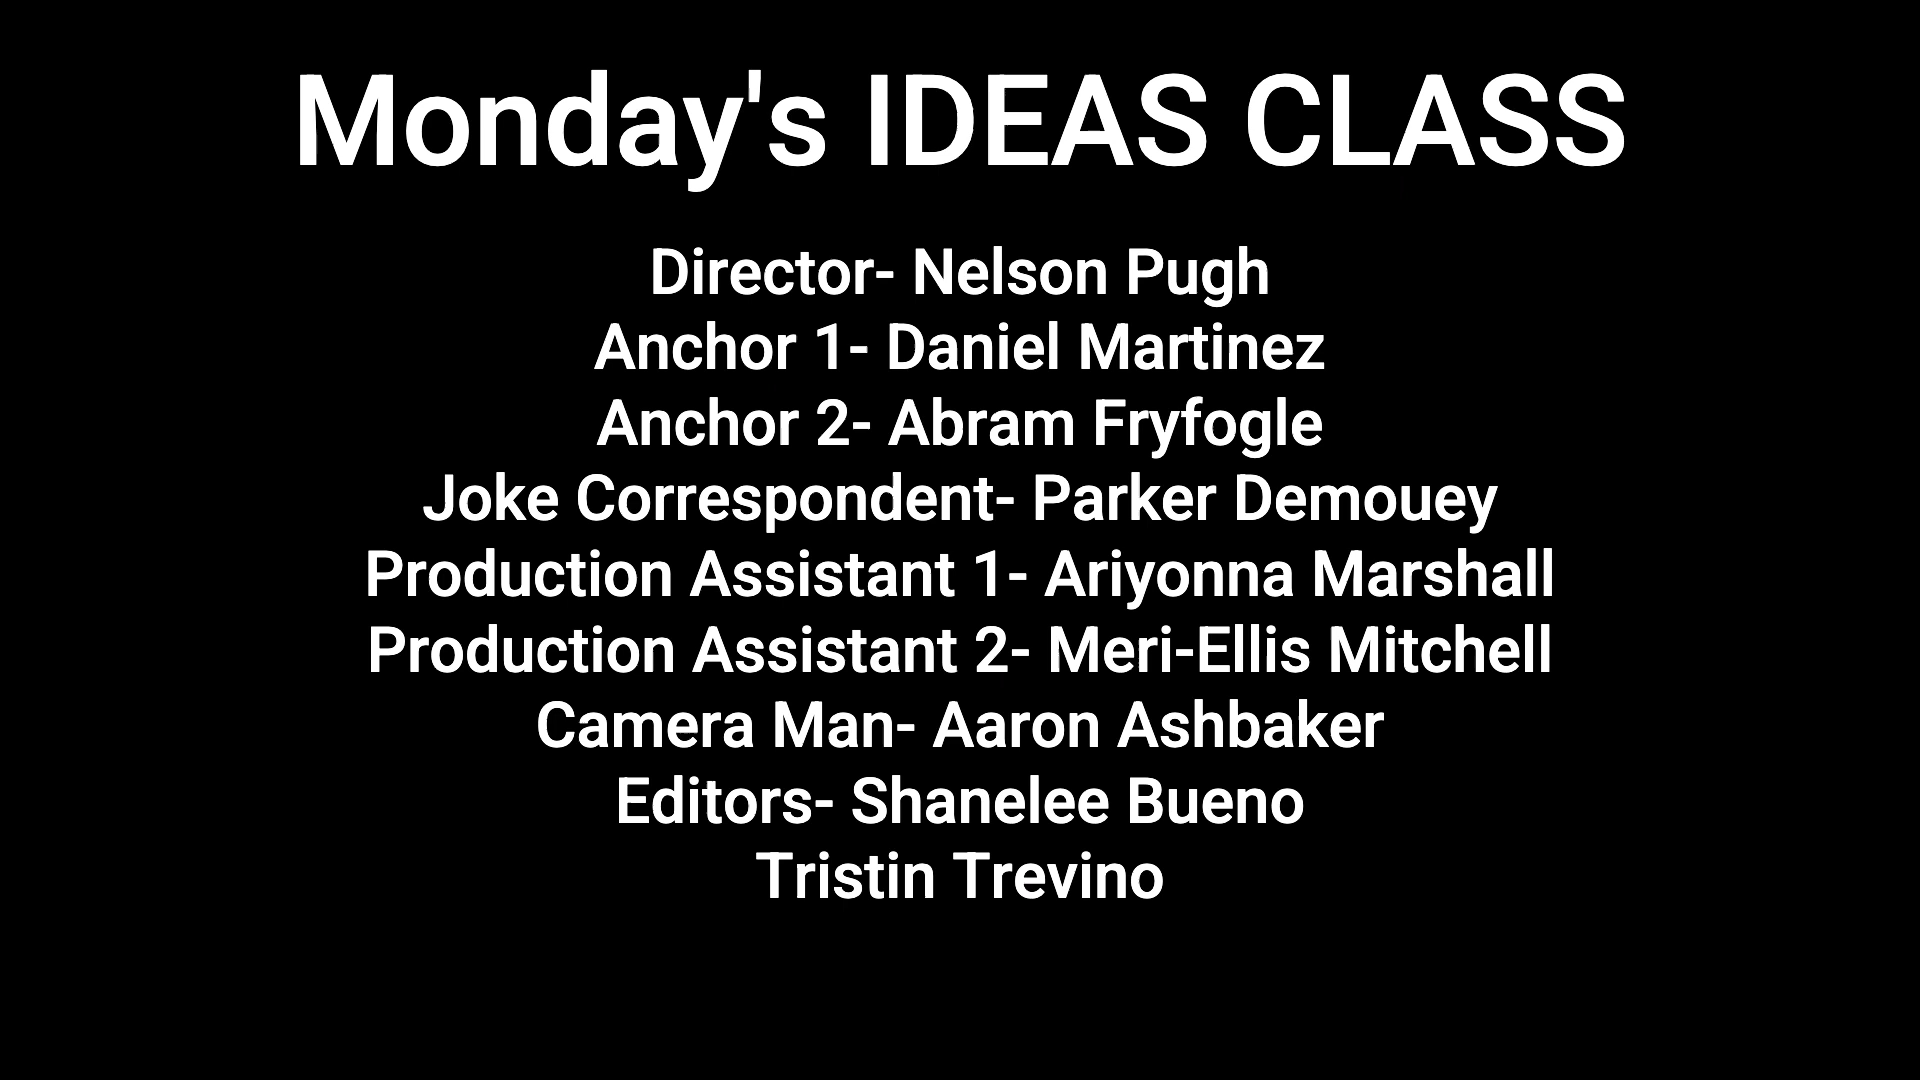 Monday's IDEAS CLASS
Director- Nelson Pugh
Anchor 1- Daniel Martinez
Anchor 2- Abram Fryfogle
Joke Correspondent- Parker Demouey
Production Assistant 1- Ariyonna Marshall
Production Assistant 2- Meri-Ellis Mitchell
Camera Man- Aaron Ashbaker
Editors- Shanelee Bueno
Tristin Trevino